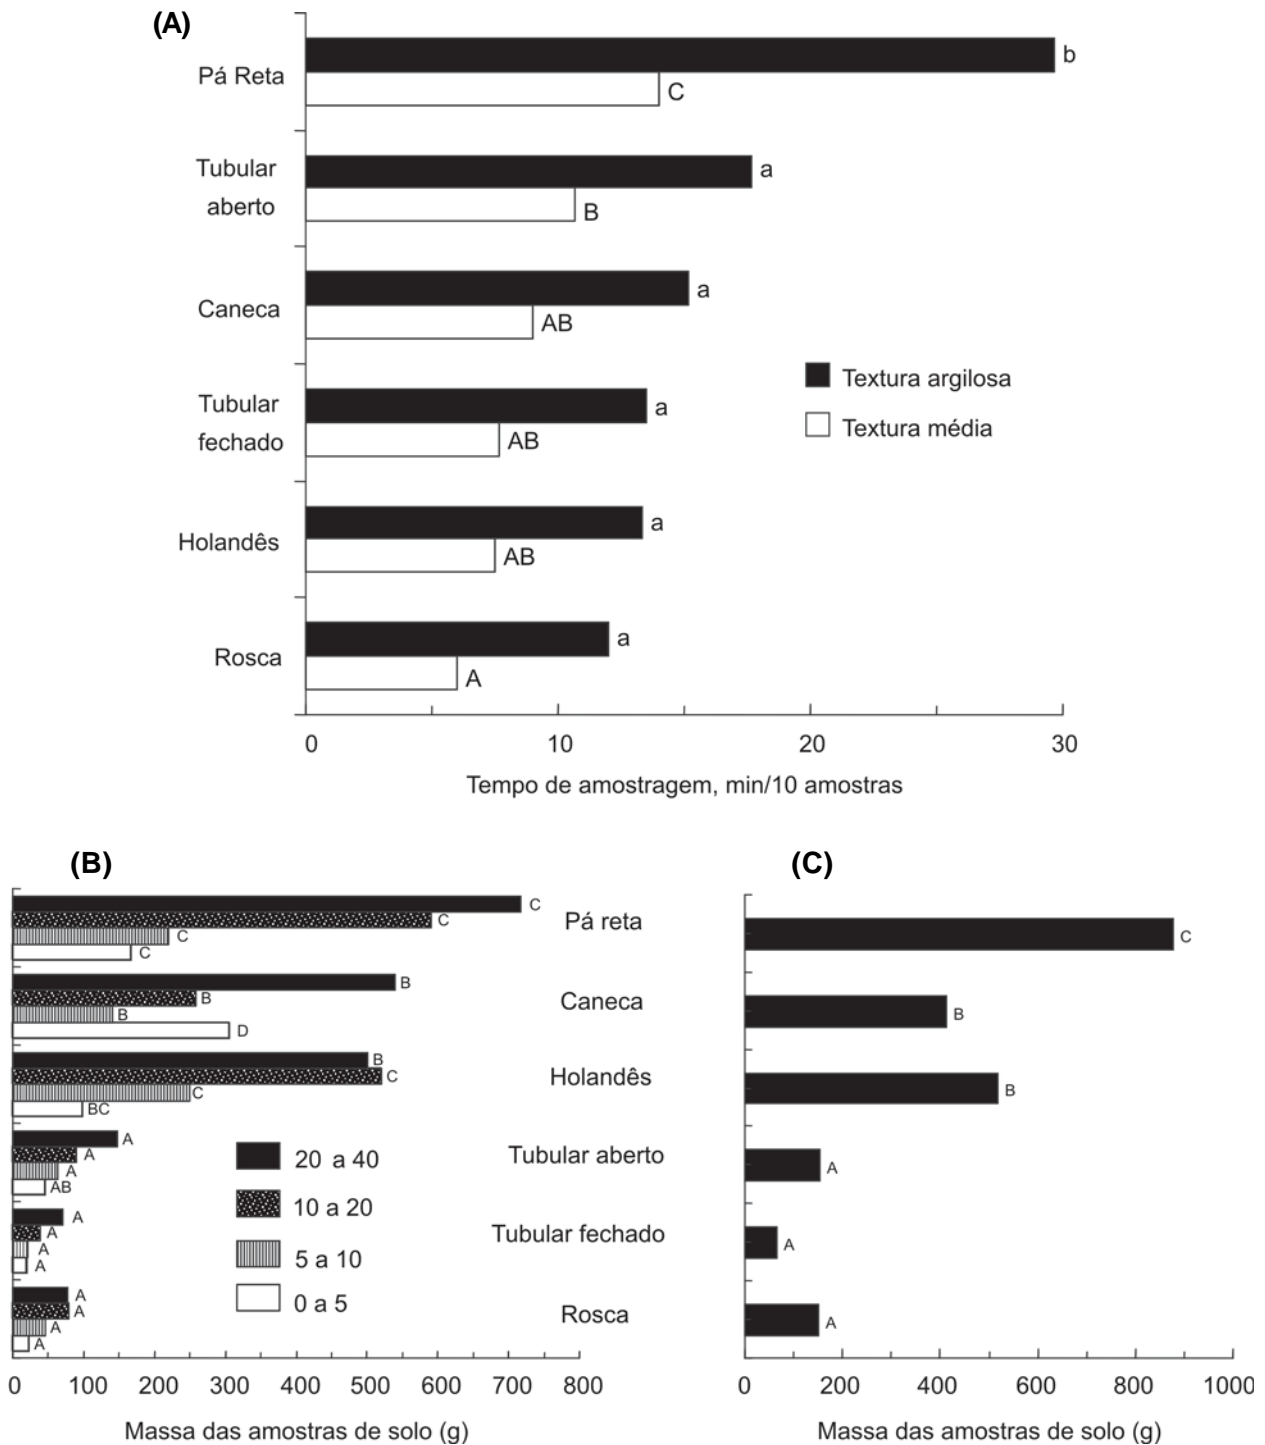 (A)
Pá Reta
b
C
Tubular
aberto
a
B
Caneca
a
AB
Tubular
fechado
a
AB
Holandês
a
AB
Rosca
a
A
Textura argilosa
Textura média
0 10 20 30
Tempo de amostragem, min/10 amostras
(B)
C
C
C
C
Pá reta
B
B
B
D
Caneca
B
C
C
BC
Holandês
A
A
A
AB
Tubular aberto
A
A
A
A
Tubular fechado
A
A
A
A
Rosca
20 a 40
10 a 20
5 a 10
0 a 5
0 100 200 300 400 500 600 700 800
Massa das amostras de solo (g)
(C)
C
B
B
A
A
A
0 200 400 600 800 1000
Massa das amostras de solo (g)